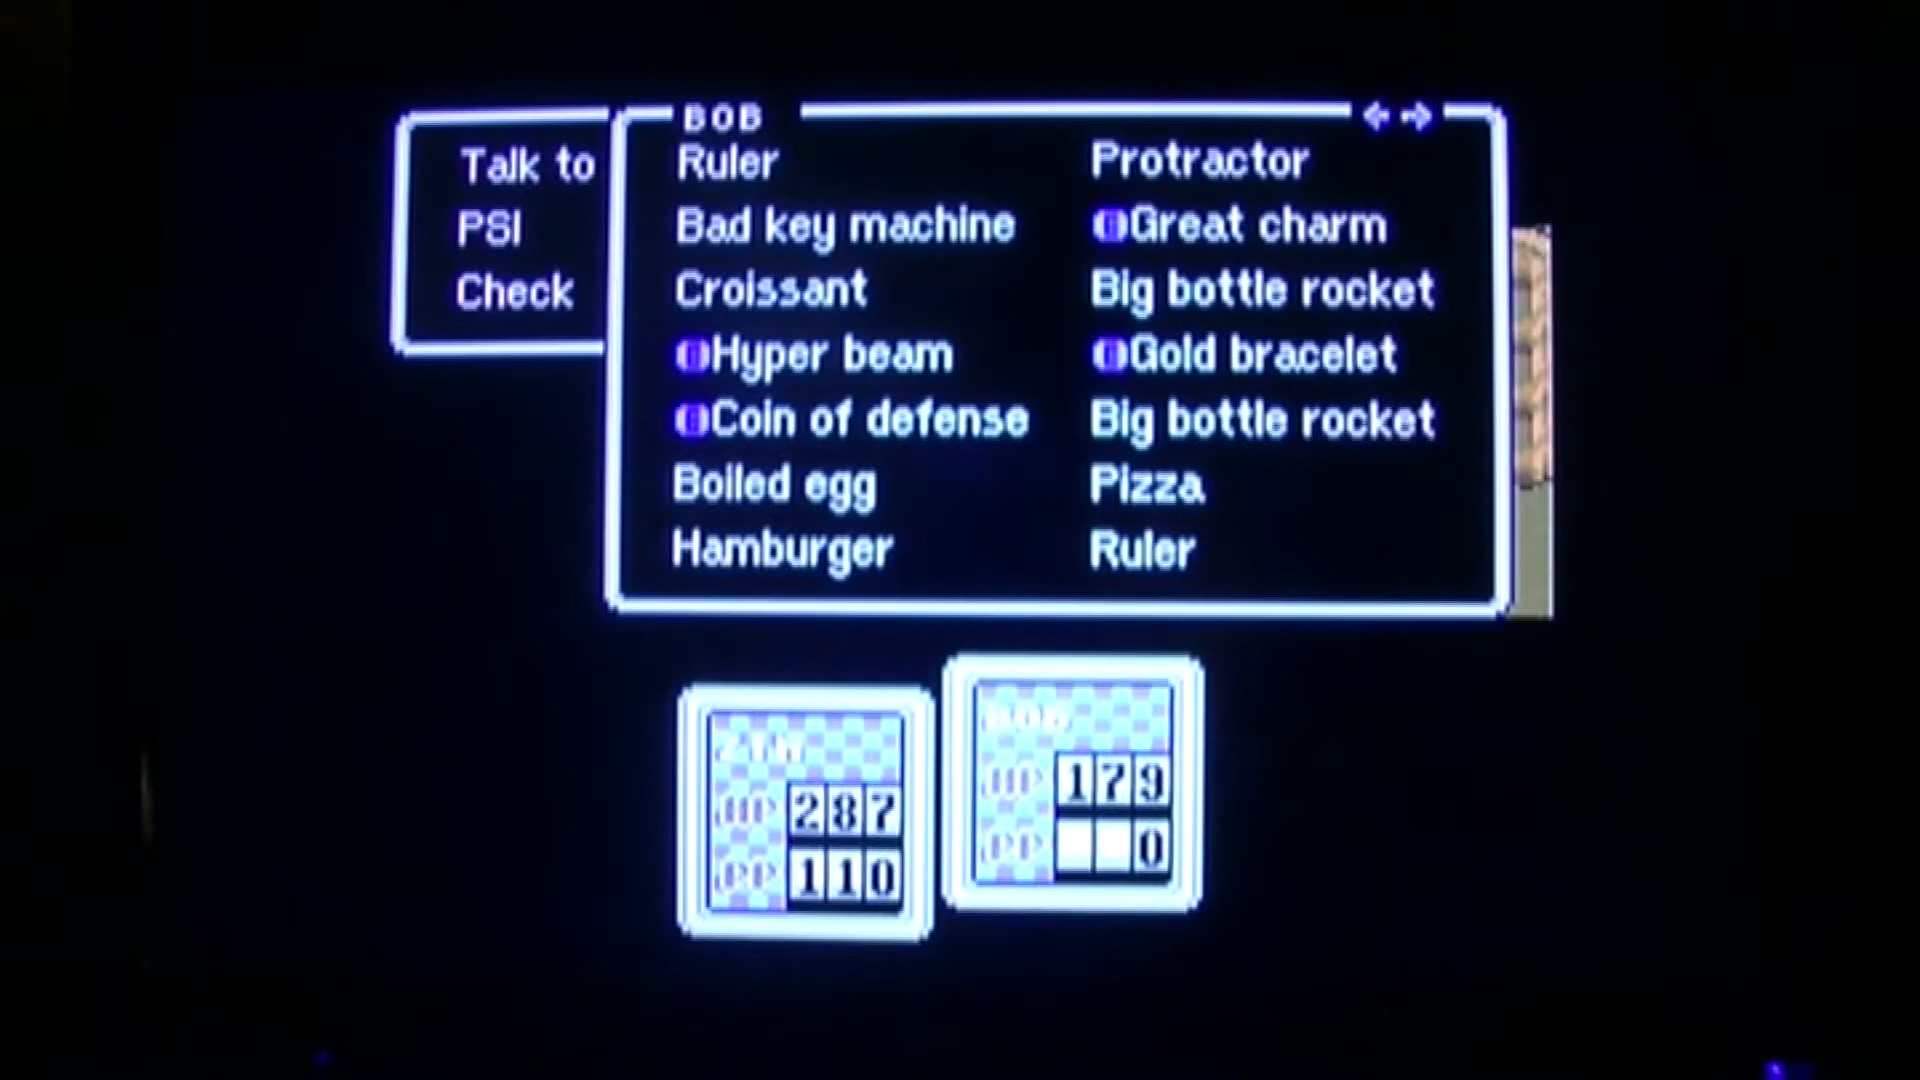 BOB
Talk to
PSI
Check
Ruler Protractor
Bad key machine Great charm
Croissant Big bottle rocket
Hyper beam Gold bracelet
Coin of defense Big bottle rocket
Boiled egg Pizza
Hamburger Ruler
HP 287
PP 110
BOB
HP 179
PP 0